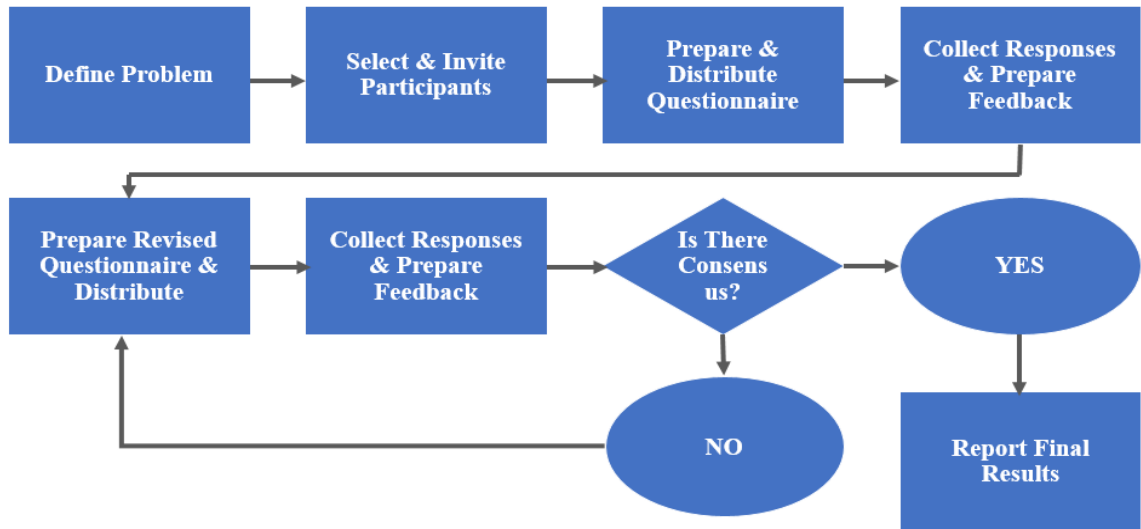 Define Problem
Select & Invite
Participants
Prepare &
Distribute
Questionnaire
Collect Responses
& Prepare
Feedback
Prepare Revised
Questionnaire &
Distribute
Collect Responses
& Prepare
Feedback
Is There
Consens
us?
YES
NO
Report Final
Results